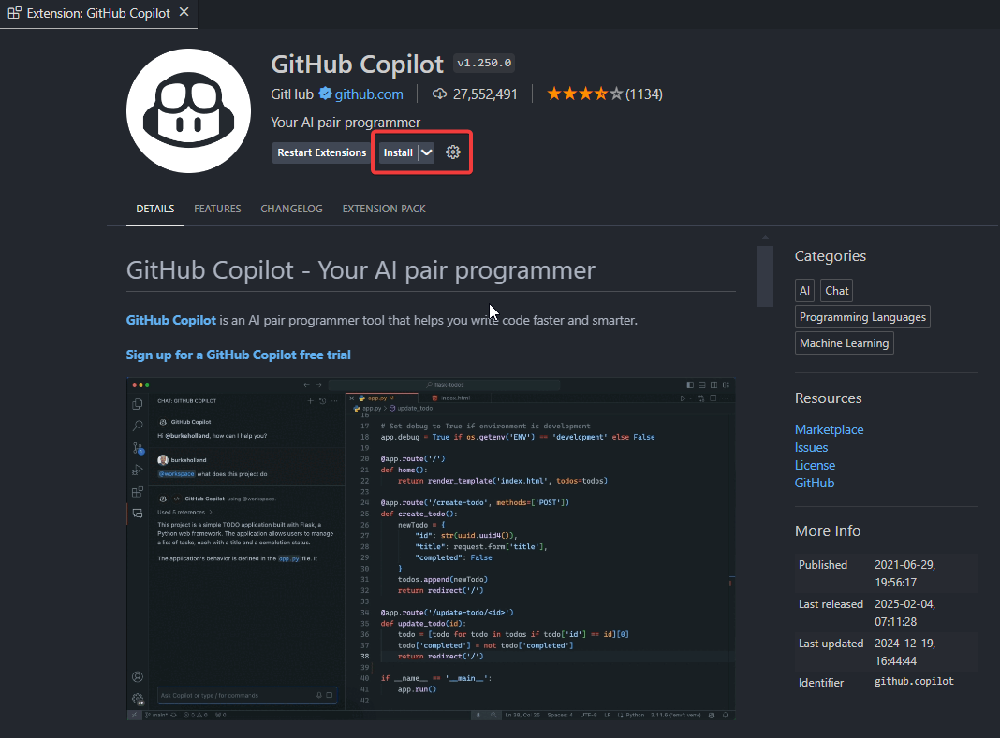 Extension: GitHub Copilot
GitHub Copilot v1.250.0
GitHub github.com 27,552,491 (1134)
Your AI pair programmer
Restart Extensions Install
DETAILS FEATURES CHANGELOG EXTENSION PACK
GitHub Copilot - Your AI pair programmer
GitHub Copilot is an AI pair programmer tool that helps you write code faster and smarter.
Sign up for a GitHub Copilot free trial
flask-todos
CHAT: GITHUB COPILOT
GitHub Copilot
Hi @burkeholland, how can I help you?
burkeholland
@workspace what does this project do
GitHub Copilot using @workspace
Used 5 references
This project is a simple TODO application built with Flask, a
Python web framework. The application allows users to manage
a list of tasks, each with a title and a completion status.
The application's behavior is defined in the app.py file. It
Ask Copilot or type / for commands
app.py M index.html
app.py > update_todo
16
17 # Set debug to True if environment is development
18 app.debug = True if os.getenv('ENV') == 'development' else False
19
20 @app.route('/')
21 def home():
22 return render_template('index.html', todos=todos)
23
24 @app.route('/create-todo', methods=['POST'])
25 def create_todo():
26 newTodo = {
27 "id": str(uuid.uuid4()),
28 "title": request.form['title'],
29 "completed": False
30 }
31 todos.append(newTodo)
32 return redirect('/')
33
34 @app.route('/update-todo/<id>')
35 def update_todo(id):
36 todo = [todo for todo in todos if todo['id'] == id][0]
37 todo['completed'] = not todo['completed']
38 return redirect('/')
39
40 if __name__ == '__main__':
41 app.run()
42
main* 0 0 0 Ln 38, Col 25 Spaces: 4 UTF-8 LF Python 3.11.6 ('env': venv)
Categories
AI Chat
Programming Languages
Machine Learning
Resources
Marketplace
Issues
License
GitHub
More Info
Published 2021-06-29,
19:56:17
Last released 2025-02-04,
07:11:28
Last updated 2024-12-19,
16:44:44
Identifier github.copilot